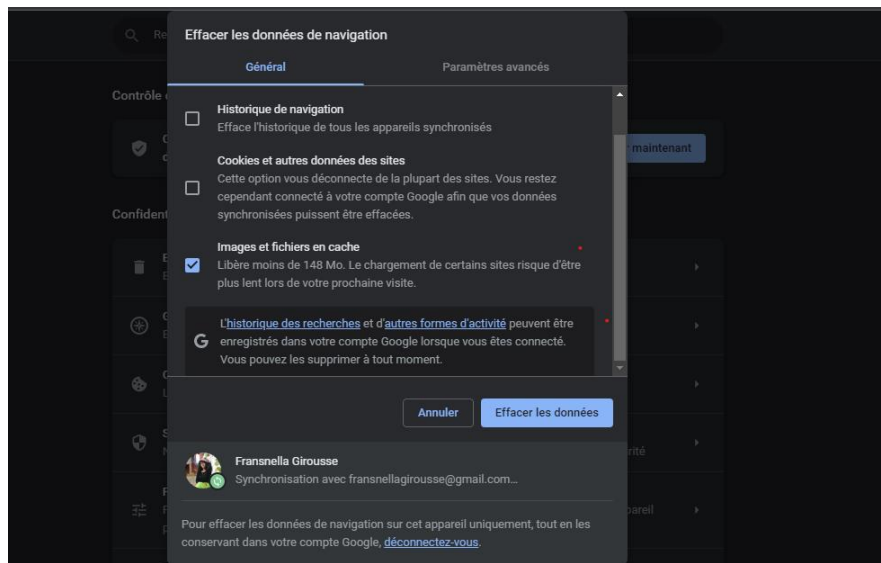 Re
Effacer les données de navigation
Général
Paramètres avancés
Contrôle
Historique de navigation
Efface l'historique de tous les appareils synchronisés
maintenant
Cookies et autres données des sites
Cette option vous déconnecte de la plupart des sites. Vous restez
cependant connecté à votre compte Google afin que vos données
synchronisées puissent être effacées.
Confident
Images et fichiers en cache
Libère moins de 148 Mo. Le chargement de certains sites risque d'être
plus lent lors de votre prochaine visite.
L'historique des recherches et d'autres formes d'activité peuvent être
G enregistrés dans votre compte Google lorsque vous êtes connecté.
Vous pouvez les supprimer à tout moment.
Annuler
Effacer les données
Fransnella Girousse
rité
Synchronisation avec fransnellagirousse@gmail.com...
pareil
Pour effacer les données de navigation sur cet appareil uniquement, tout en les
conservant dans votre compte Google, déconnectez-vous.